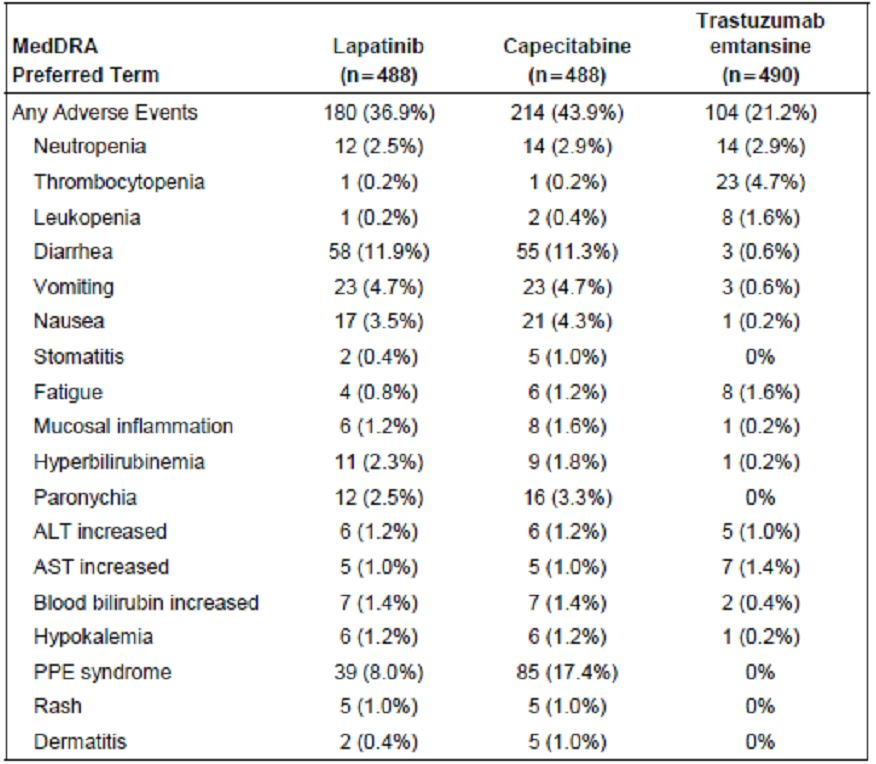 MedDRA Preferred Term Lapatinib (n=488) Capecitabine (n=488) Trastuzumab emtansine (n=490)
Any Adverse Events 180 (36.9%) 214 (43.9%) 104 (21.2%)
Neutropenia 12 (2.5%) 14 (2.9%) 14 (2.9%)
Thrombocytopenia 1 (0.2%) 1 (0.2%) 23 (4.7%)
Leukopenia 1 (0.2%) 2 (0.4%) 8 (1.6%)
Diarrhea 58 (11.9%) 55 (11.3%) 3 (0.6%)
Vomiting 23 (4.7%) 23 (4.7%) 3 (0.6%)
Nausea 17 (3.5%) 21 (4.3%) 1 (0.2%)
Stomatitis 2 (0.4%) 5 (1.0%) 0%
Fatigue 4 (0.8%) 6 (1.2%) 8 (1.6%)
Mucosal inflammation 6 (1.2%) 8 (1.6%) 1 (0.2%)
Hyperbilirubinemia 11 (2.3%) 9 (1.8%) 1 (0.2%)
Paronychia 12 (2.5%) 16 (3.3%) 0%
ALT increased 6 (1.2%) 6 (1.2%) 5 (1.0%)
AST increased 5 (1.0%) 5 (1.0%) 7 (1.4%)
Blood bilirubin increased 7 (1.4%) 7 (1.4%) 2 (0.4%)
Hypokalemia 6 (1.2%) 6 (1.2%) 1 (0.2%)
PPE syndrome 39 (8.0%) 85 (17.4%) 0%
Rash 5 (1.0%) 5 (1.0%) 0%
Dermatitis 2 (0.4%) 5 (1.0%) 0%